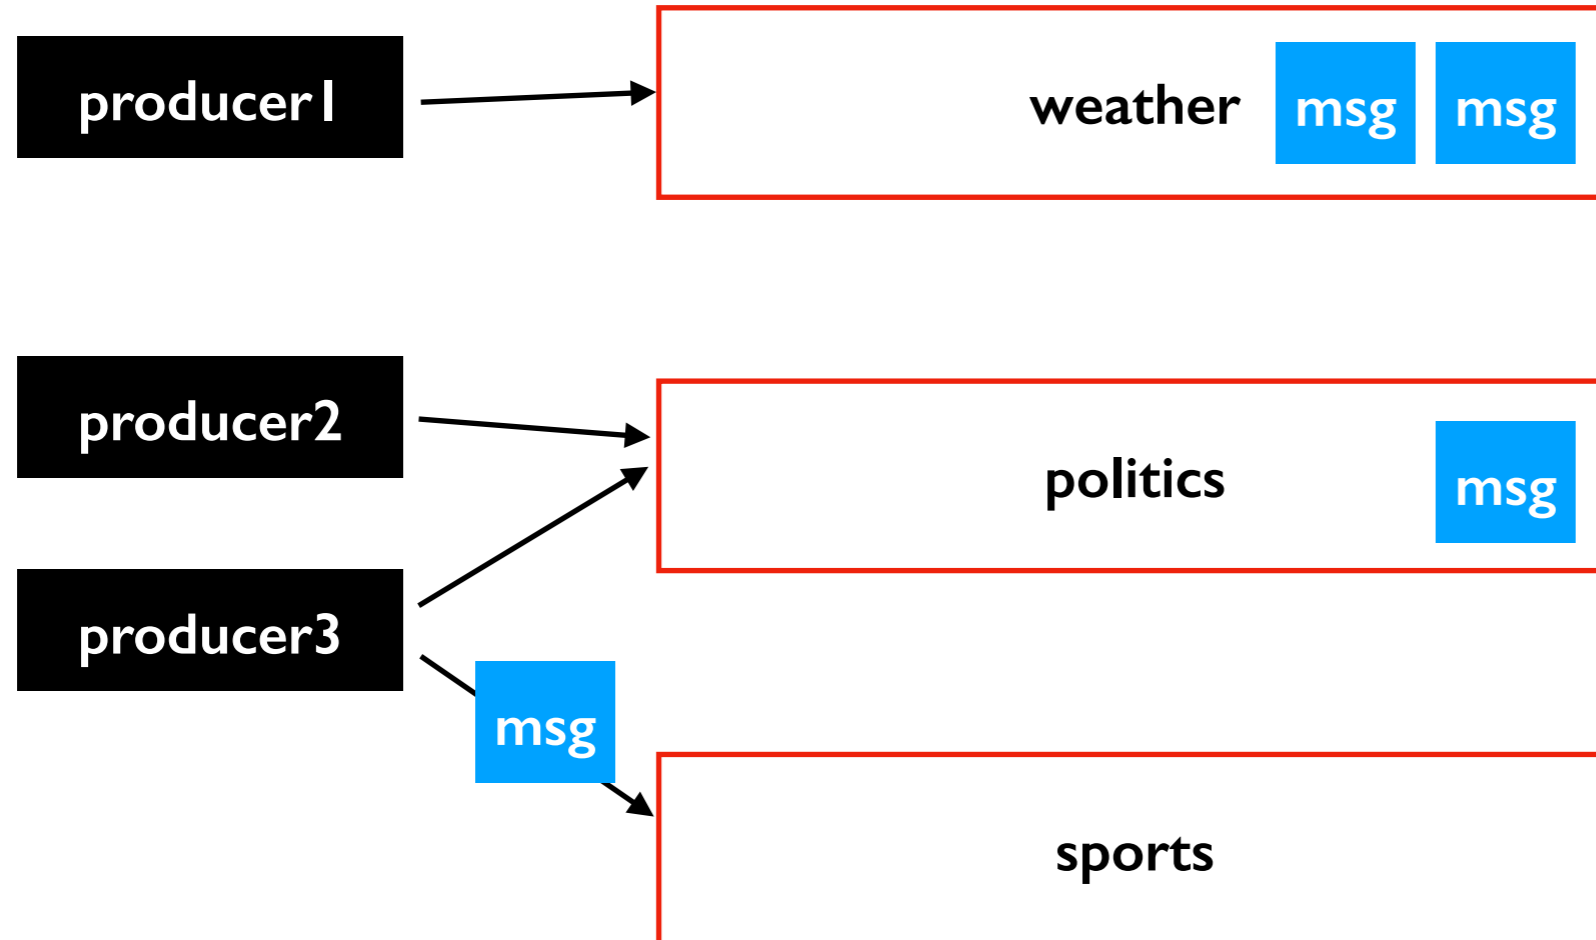 producer1
weather msg msg
producer2
politics msg
producer3
msg
sports